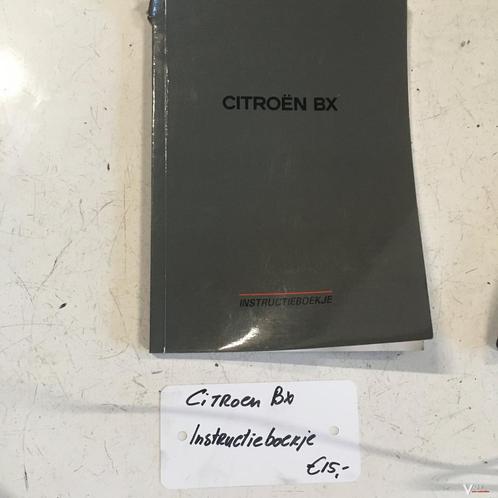 CITROËN BX
INSTRUCTIEBOEKJE
CiTROEN BX
Instructieboekje
€15,-